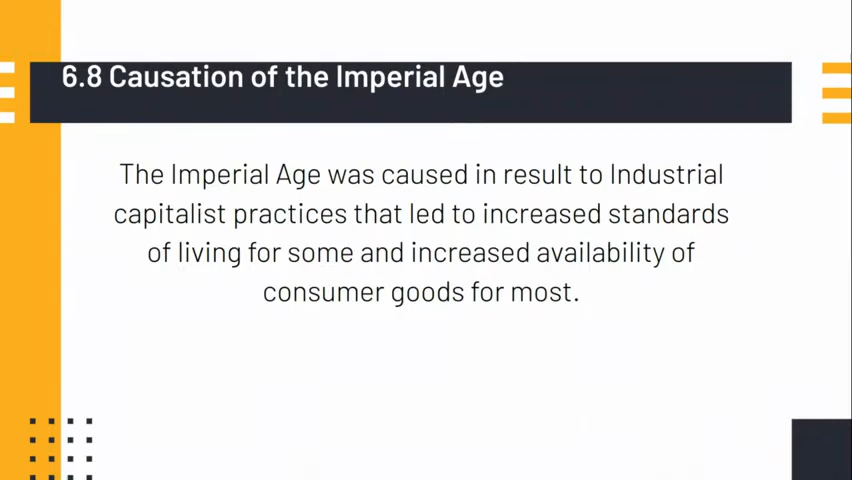 6.8 Causation of the Imperial Age
The Imperial Age was caused in result to Industrial
capitalist practices that led to increased standards
of living for some and increased availability of
consumer goods for most.